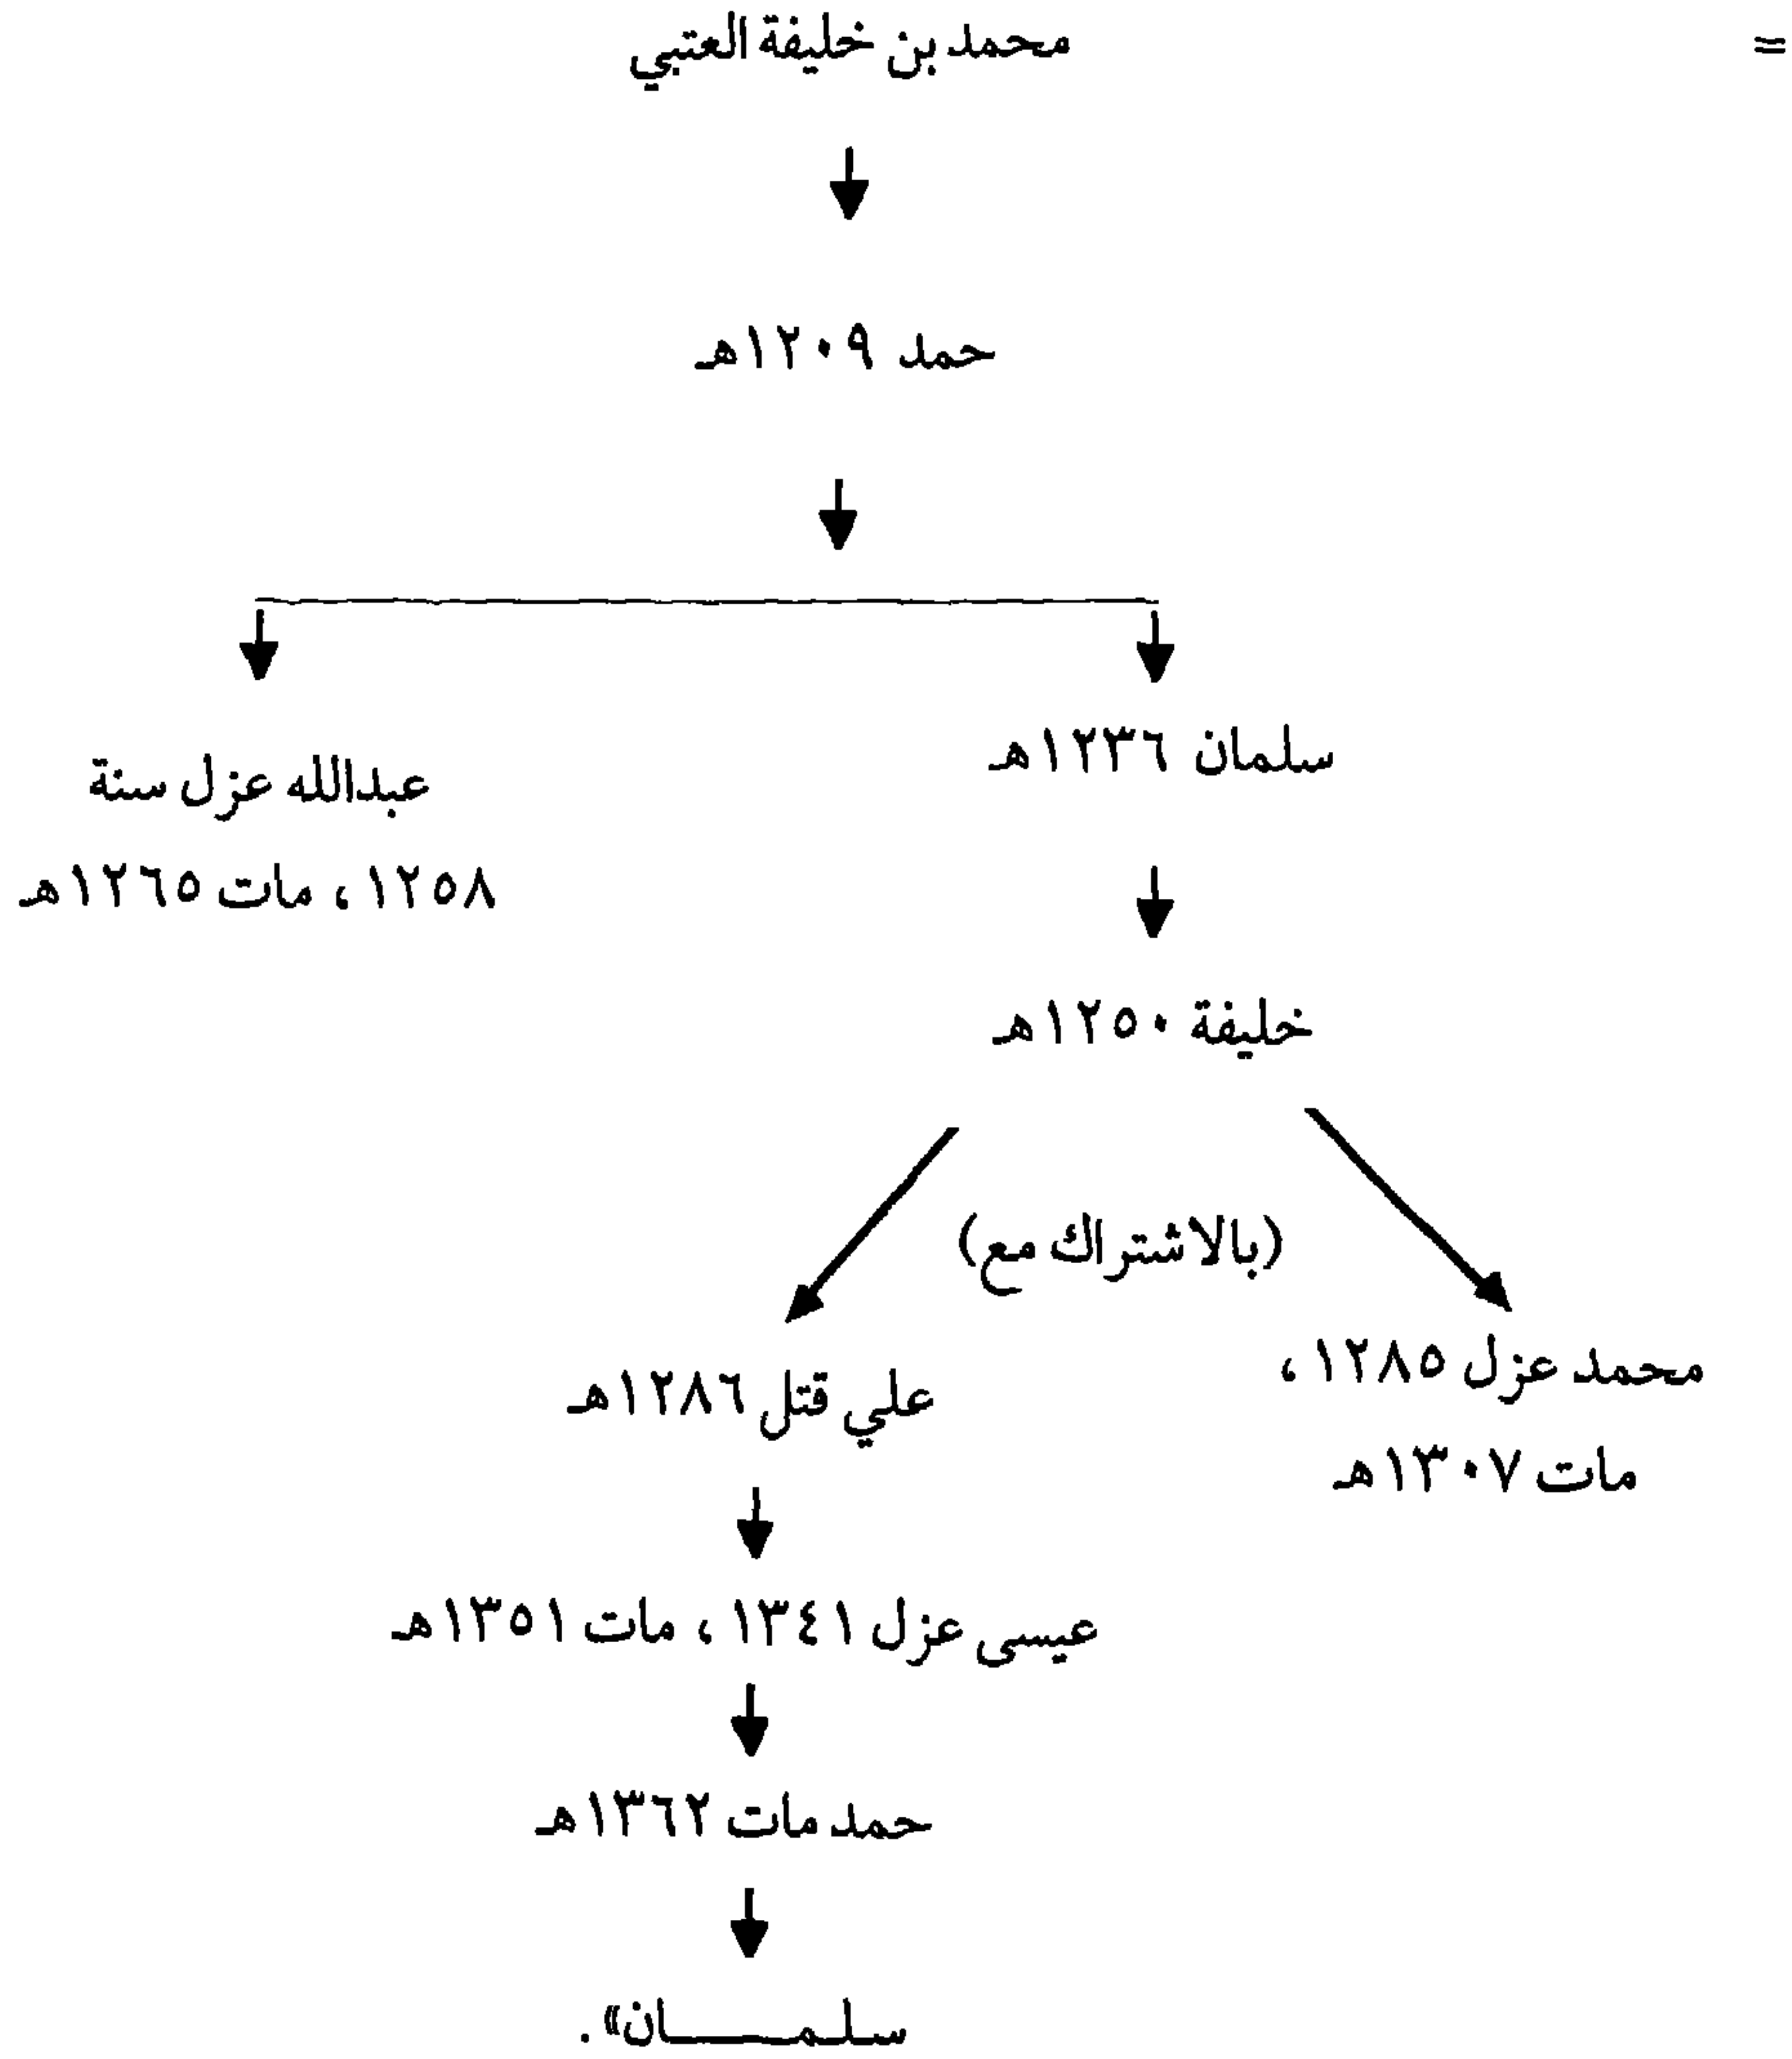 =
محمد بن خليفة العتبي
حمد ١٢٠٩هـ
سلمان ١٢٣٦هـ
عبدالله عزل سنة
١٢٥٨، مات ١٢٦٥هـ
خليفة ١٢٥٠هـ
(بالاشتراك مع)
محمد عزل ١٢٨٥،
مات ١٣٠٧هـ
علي قتل ١٢٨٦هـ
عيسى عزل ١٣٤١، مات ١٣٥١هـ
حمد مات ١٣٦٢هـ
سلمـــــــان».